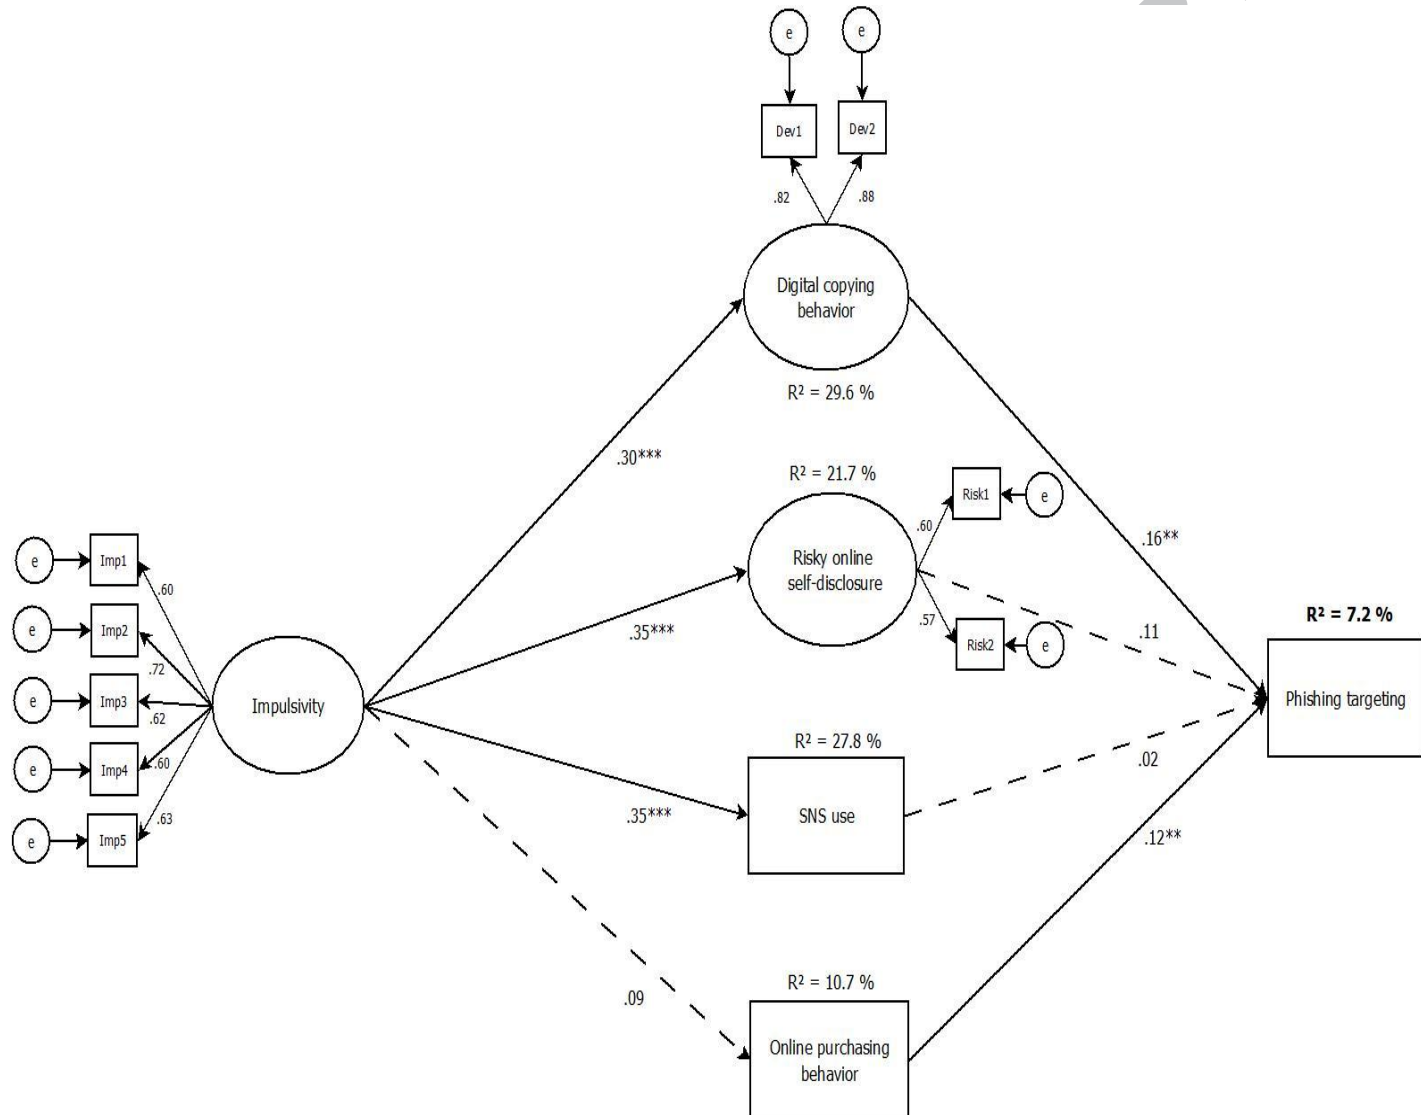 e
e
Dev1
Dev2
.82
.88
Digital copying
behavior
R² = 29.6 %
.30***
R² = 21.7 %
Risk1
e
.60
.16**
e
Imp1
Risky online
self-disclosure
.60
.57
R² = 7.2 %
e
Imp2
.35***
.11
Risk2
e
.72
e
Imp3
Impulsivity
Phishing targeting
.62
R² = 27.8 %
e
Imp4
.60
.02
.63
.35***
SNS use
e
Imp5
.12**
R² = 10.7 %
.09
Online purchasing
behavior